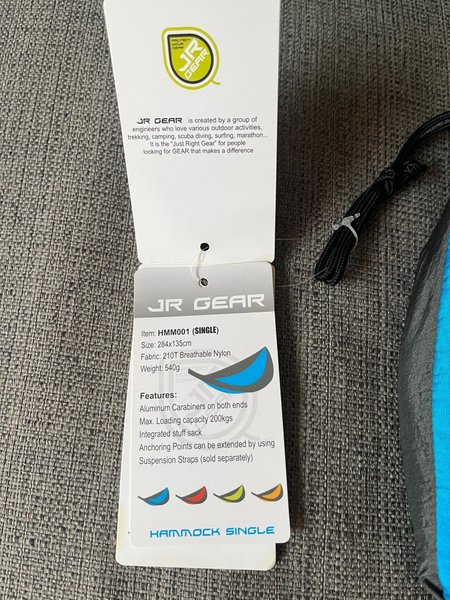 PROTECT
YOUR
GEAR
JR
GEAR
JR GEAR is created by a group of
engineers who love various outdoor activities,
trekking, camping, scuba diving, surfing, marathon...
It is the "Just Right Gear" for people
looking for GEAR that makes a difference
JR GEAR
Item: HMM001 (SINGLE)
Size: 284x135cm
Fabric: 210T Breathable Nylon
Weight: 540g
Features:
Aluminum Carabiners on both ends
Max. Loading capacity 200kgs
Integrated stuff sack
Anchoring Points can be extended by using
Suspension Straps (sold separately)
HAMMOCK SINGLE